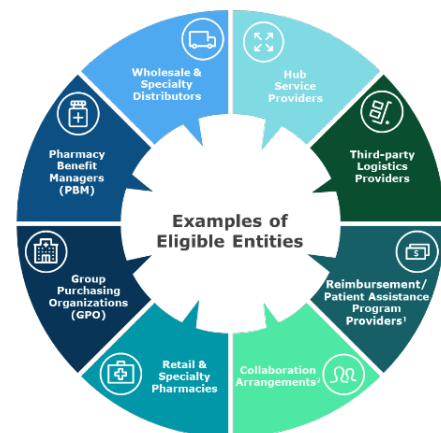 Wholesale &
Specialty
Distributors
Hub
Service
Providers
Pharmacy
Benefit
Managers
(PBM)
Third-party
Logistics
Providers
Examples of
Eligible Entities
Group
Purchasing
Organizations
(GPO)
$
Reimbursement/
Patient Assistance
Program
Providers¹
Retail &
Specialty
Pharmacies
Collaboration
Arrangements²